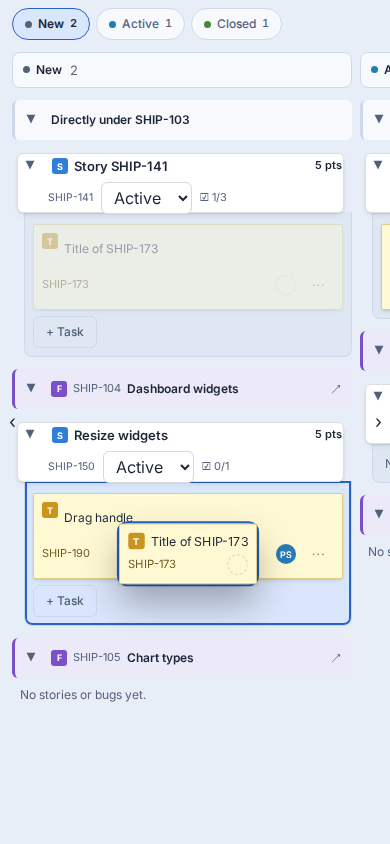 New 2 Active 1 Closed 1
New 2
Directly under SHIP-103
S Story SHIP-141 5 pts
SHIP-141 Active ☑ 1/3
T Title of SHIP-173
SHIP-173 ...
+ Task
F SHIP-104 Dashboard widgets ↗
S Resize widgets 5 pts
SHIP-150 Active ☑ 0/1
T Drag handle
SHIP-190 PS ...
T Title of SHIP-173
SHIP-173
+ Task
F SHIP-105 Chart types ↗
No stories or bugs yet.
No s